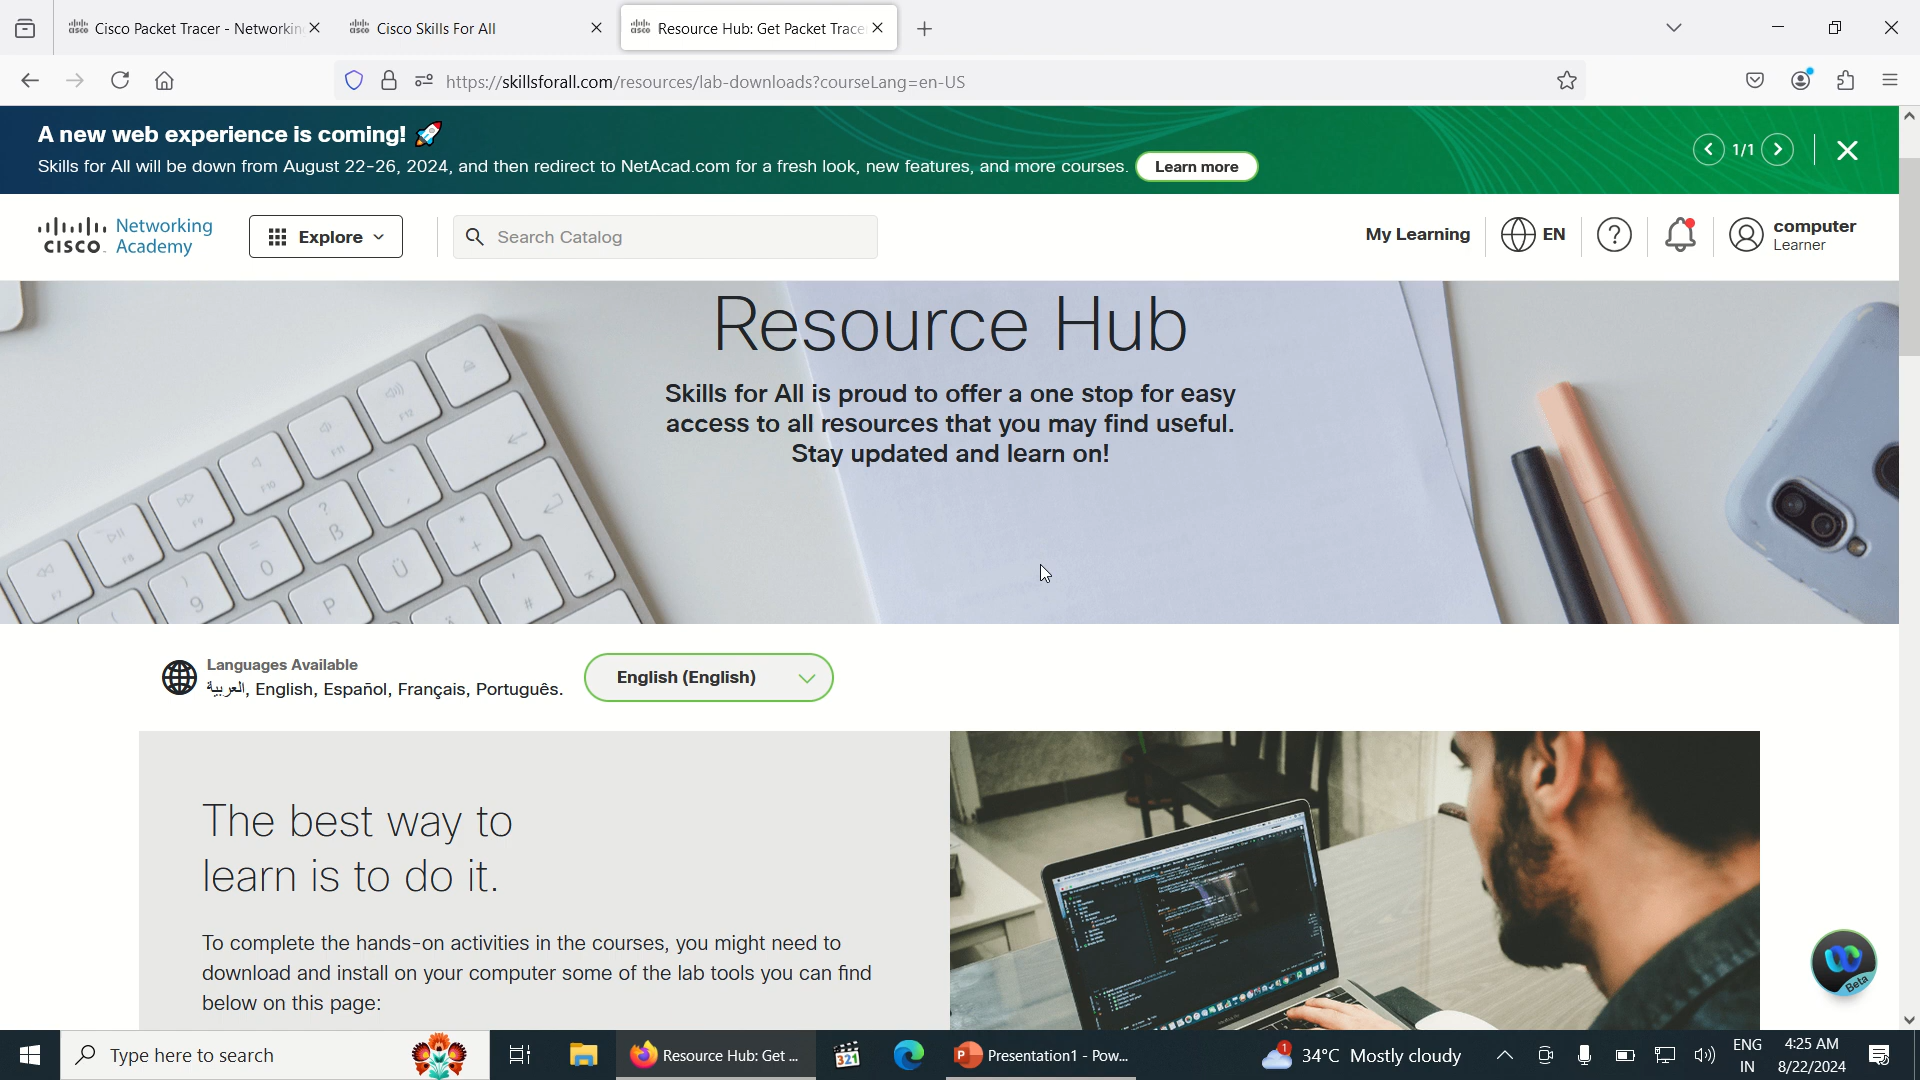 Cisco Packet Tracer - Networkin
Cisco Skills For All
Resource Hub: Get Packet Trace
https://skillsforall.com/resources/lab-downloads?courseLang=en-US
A new web experience is coming! 🚀
Skills for All will be down from August 22-26, 2024, and then redirect to NetAcad.com for a fresh look, new features, and more courses. Learn more
1/1
CISCO Networking Academy
Explore
Search Catalog
My Learning
EN
computer
Learner
Resource Hub
Skills for All is proud to offer a one stop for easy
access to all resources that you may find useful.
Stay updated and learn on!
Languages Available
العربية, English, Español, Français, Português.
English (English)
The best way to
learn is to do it.
To complete the hands-on activities in the courses, you might need to
download and install on your computer some of the lab tools you can find
below on this page:
Beta
Type here to search
Resource Hub: Get ...
321
Presentation1 - Pow...
1
34°C Mostly cloudy
ENG
IN
4:25 AM
8/22/2024